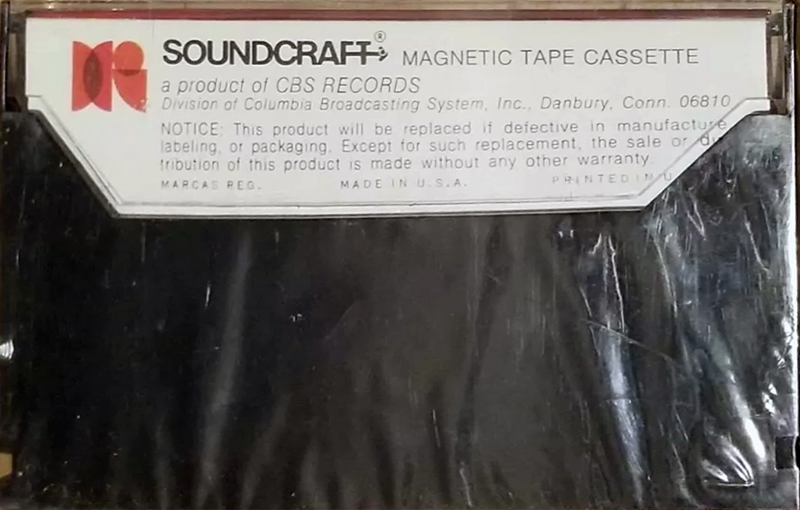 SOUNDCRAFT® MAGNETIC TAPE CASSETTE
a product of CBS RECORDS
Division of Columbia Broadcasting System, Inc., Danbury, Conn. 06810
NOTICE: This product will be replaced if defective in manufacture
labeling, or packaging. Except for such replacement, the sale or
tribution of this product is made without any other warranty.
MARCAS REG. MADE IN U.S.A. PRINTED IN U